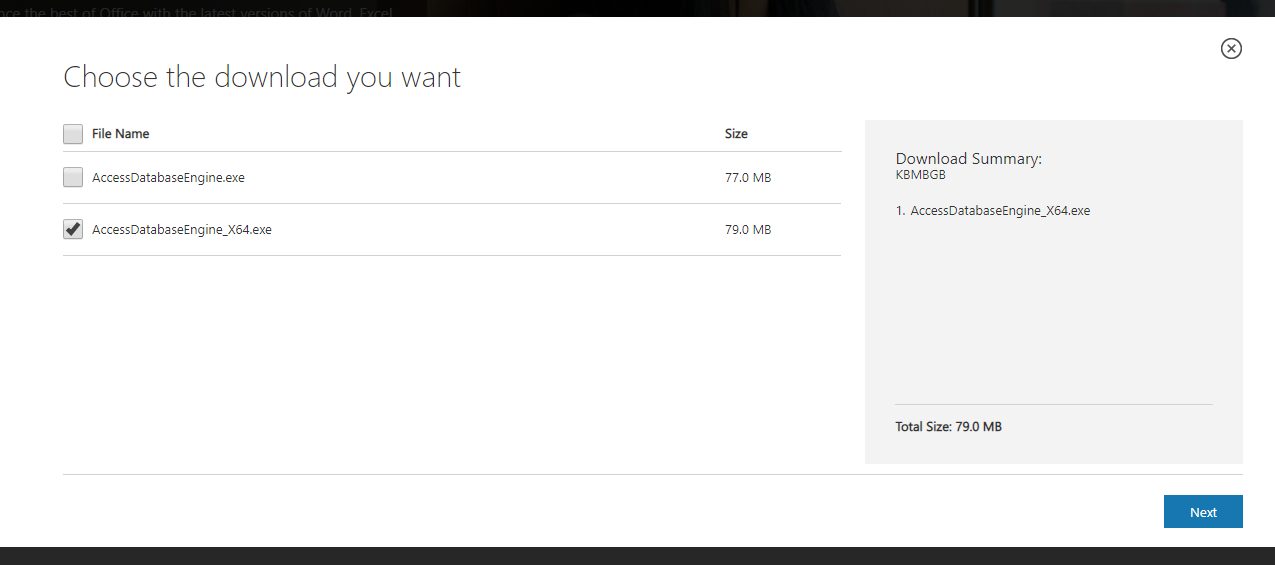 nce the best of Office with the latest versions of Word, Excel
Choose the download you want
File Name Size
AccessDatabaseEngine.exe 77.0 MB
AccessDatabaseEngine_X64.exe 79.0 MB
Download Summary:
KBMBGB
1. AccessDatabaseEngine_X64.exe
Total Size: 79.0 MB
Next